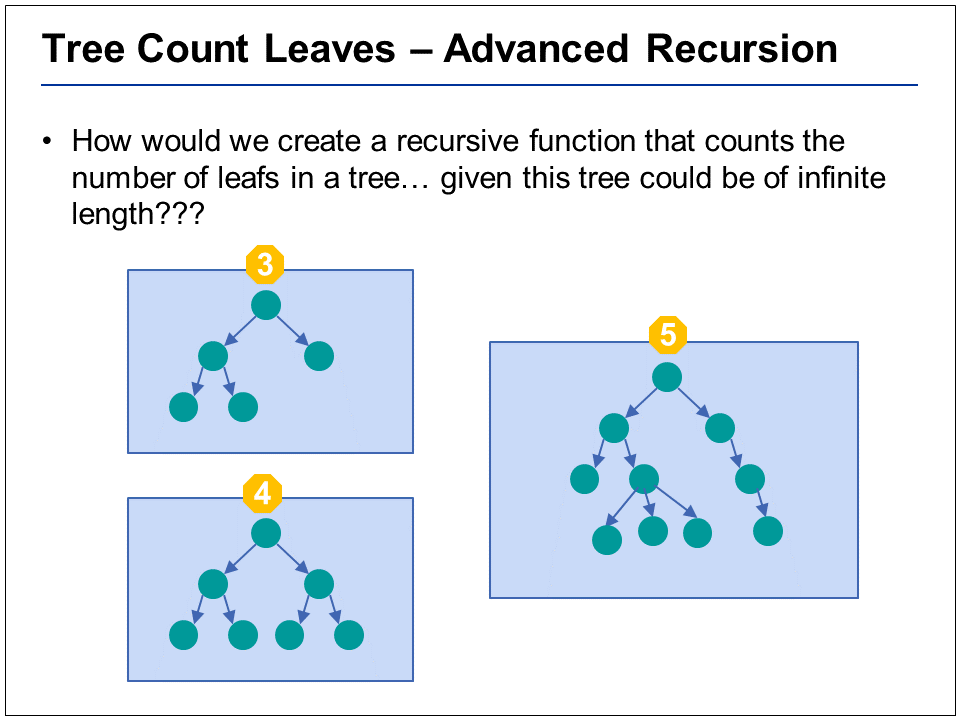 Tree Count Leaves – Advanced Recursion
• How would we create a recursive function that counts the
number of leafs in a tree… given this tree could be of infinite
length???
3
5
4